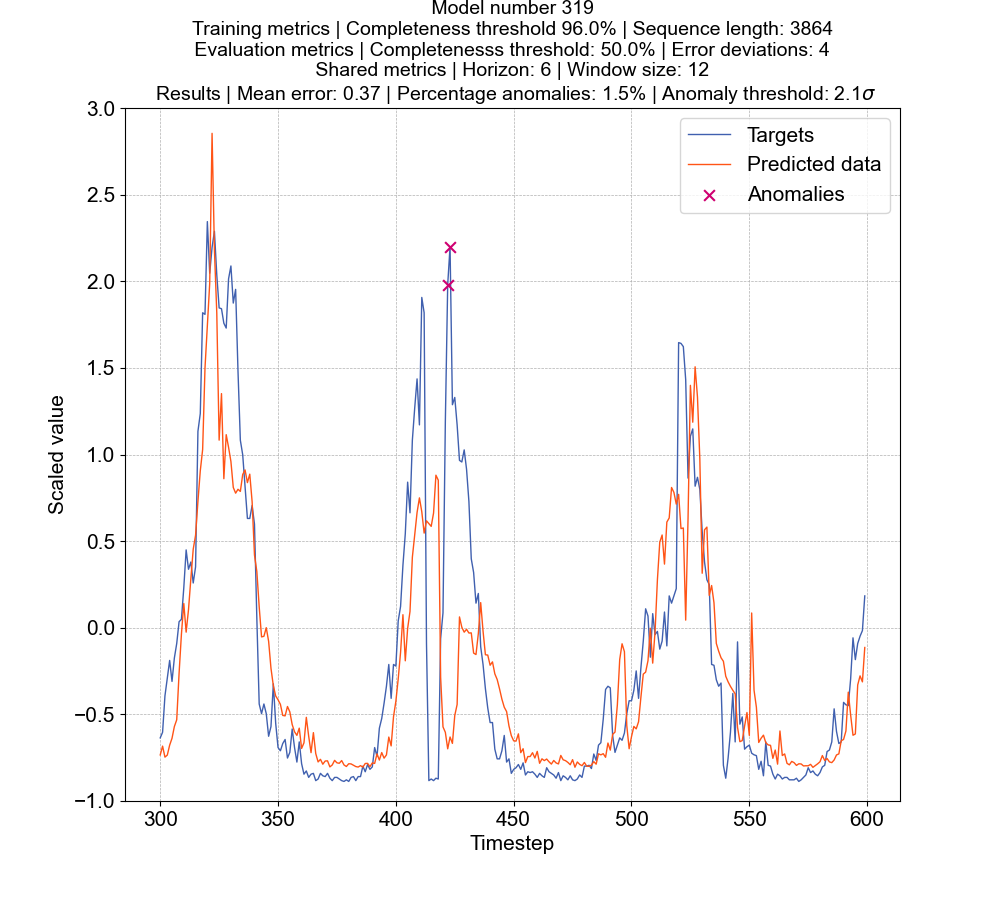 Model number 319
Training metrics | Completeness threshold 96.0% | Sequence length: 3864
Evaluation metrics | Completenesss threshold: 50.0% | Error deviations: 4
Shared metrics | Horizon: 6 | Window size: 12
Results | Mean error: 0.37 | Percentage anomalies: 1.5% | Anomaly threshold: 2.1σ
Targets
Predicted data
Anomalies
3.0
2.5
2.0
1.5
1.0
0.5
0.0
−0.5
−1.0
Scaled value
300
350
400
450
500
550
600
Timestep